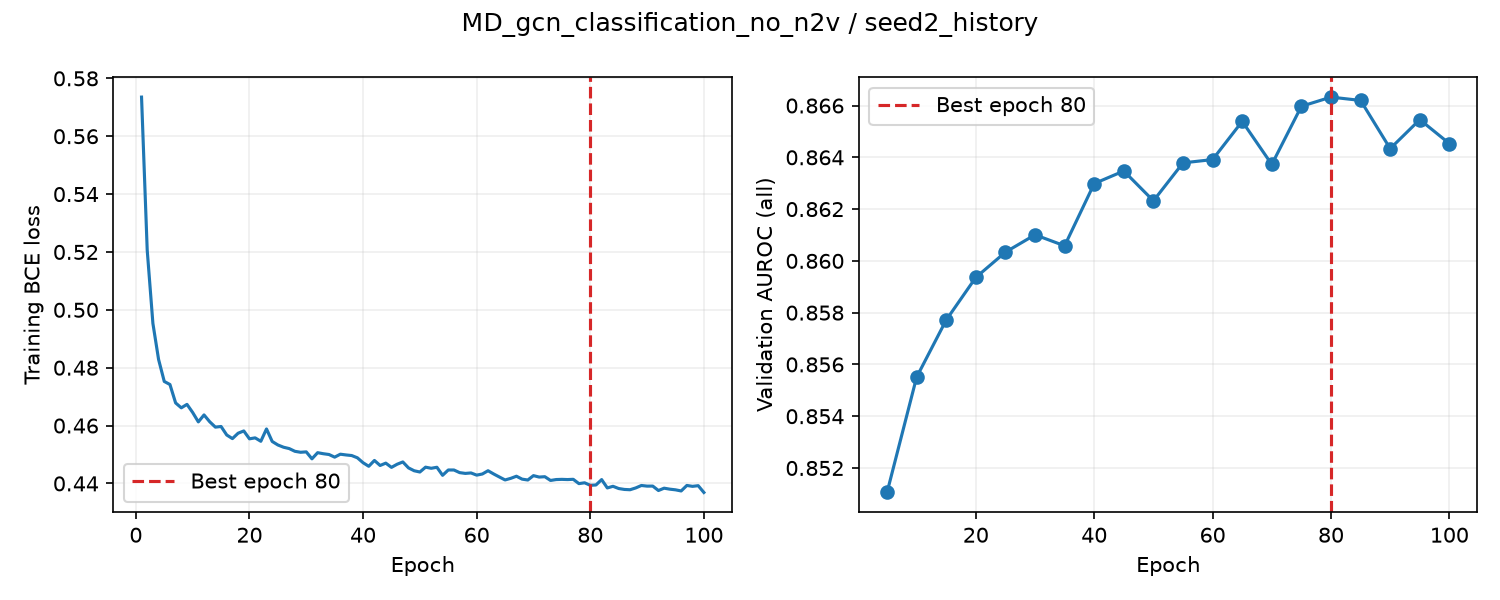 MD_gcn_classification_no_n2v / seed2_history
Training BCE loss
0.58
0.56
0.54
0.52
0.50
0.48
0.46
0.44
Best epoch 80
0 20 40 60 80 100
Epoch
Validation AUROC (all)
0.866
0.864
0.862
0.860
0.858
0.856
0.854
0.852
Best epoch 80
20 40 60 80 100
Epoch